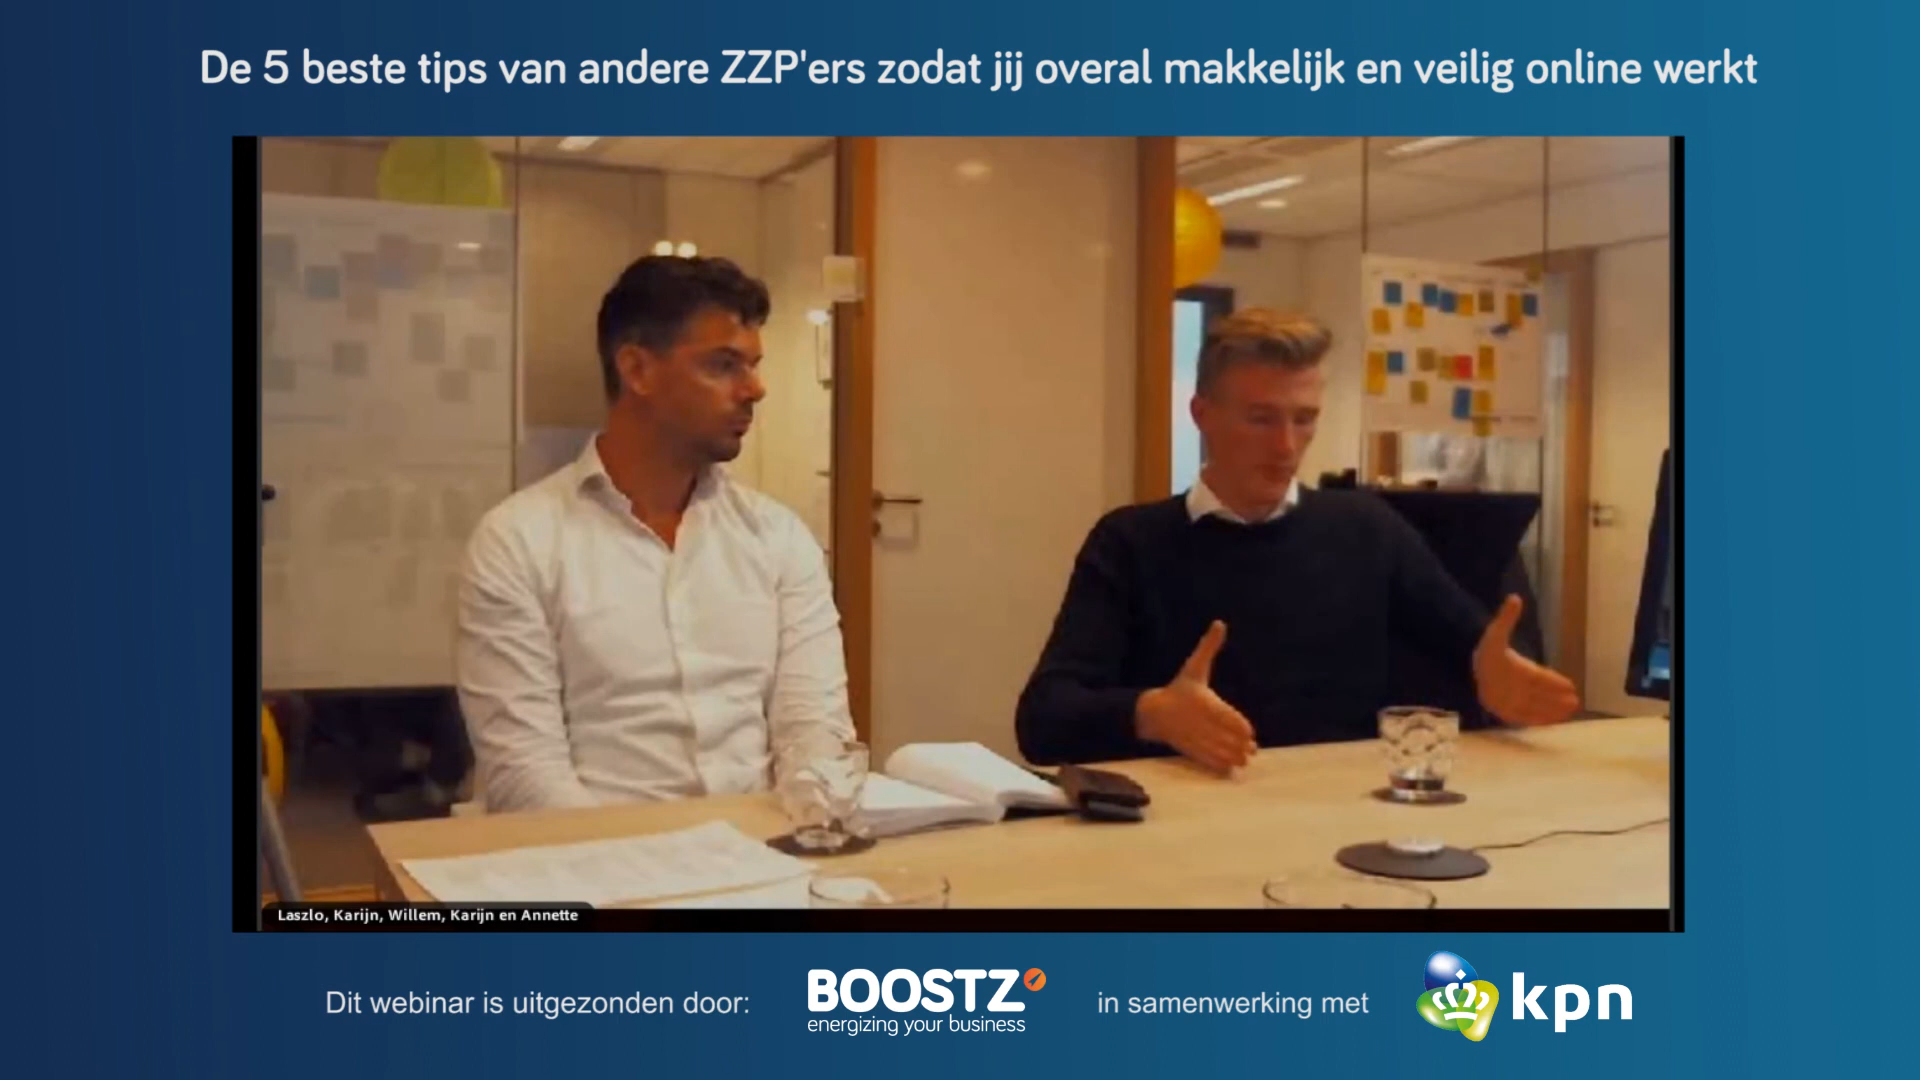 De 5 beste tips van andere ZZP'ers zodat jij overal makkelijk en veilig online werkt
Laszlo, Karijn, Willem, Karijn en Annette
Dit webinar is uitgezonden door:
BOOSTZ
energizing your business
in samenwerking met
kpn